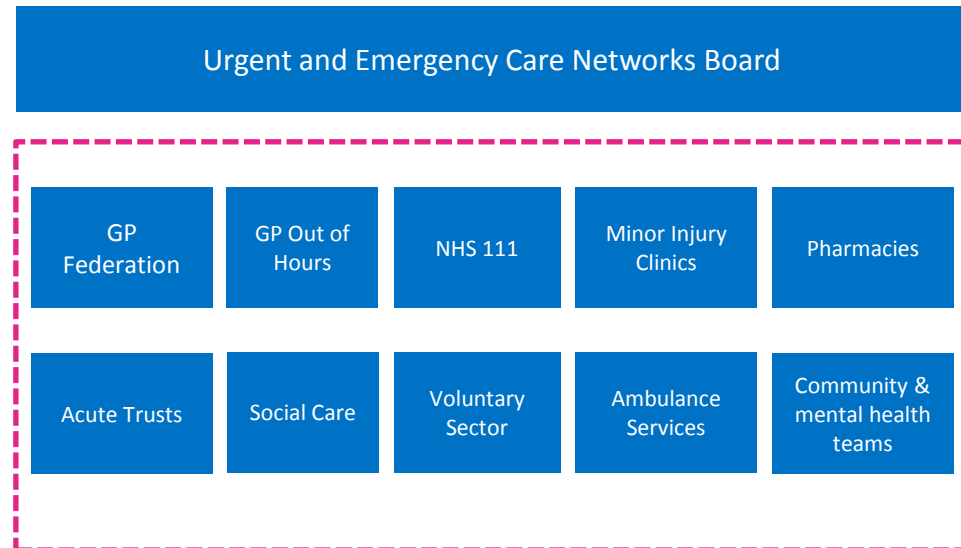 Urgent and Emergency Care Networks Board
GP
Federation
GP Out of
Hours
NHS 111
Minor Injury
Clinics
Pharmacies
Acute Trusts
Social Care
Voluntary
Sector
Ambulance
Services
Community &
mental health
teams